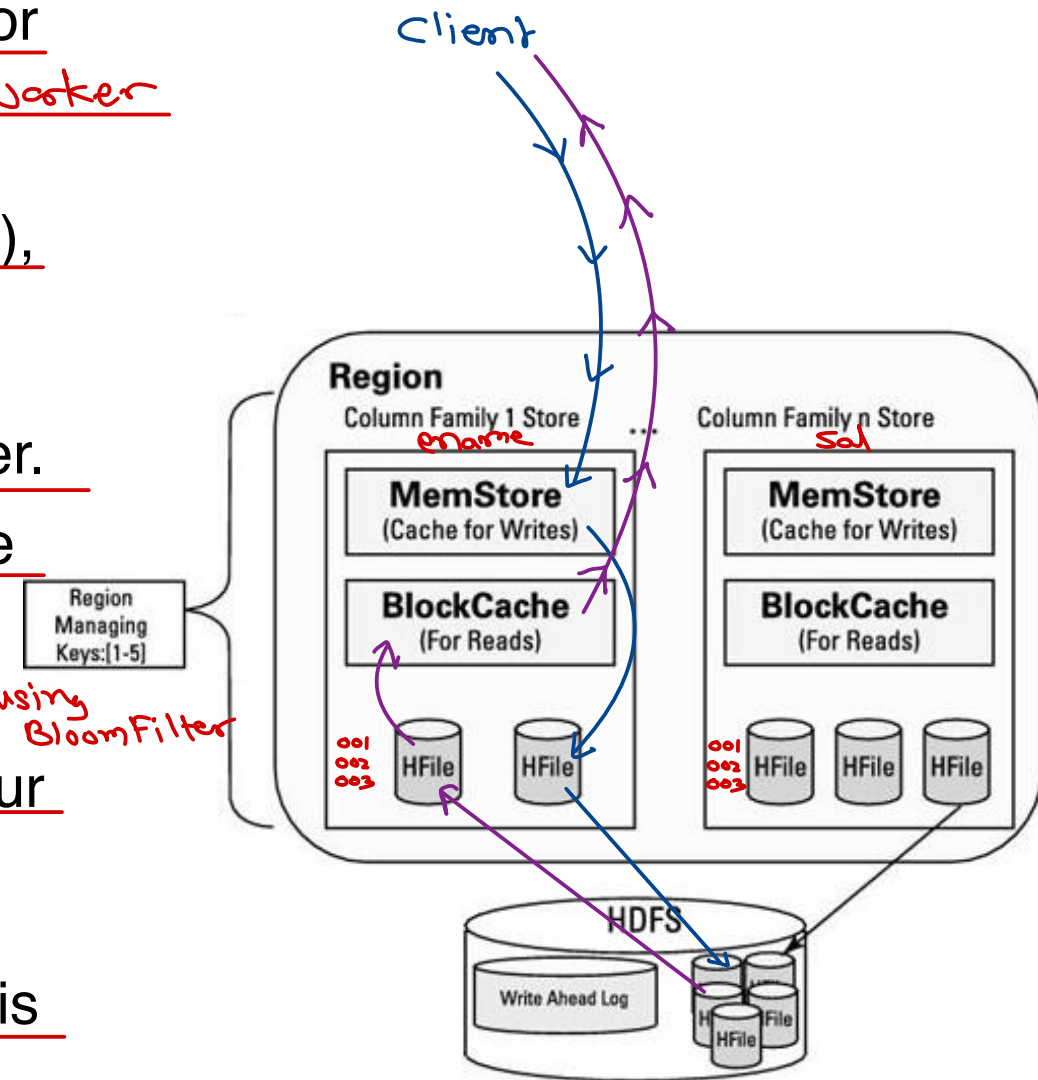 or
worker
),
er.
e
using
BloomFilter
ur
is
Client
Region
Column Family 1 Store
ename
...
Column Family n Store
sal
MemStore
(Cache for Writes)
MemStore
(Cache for Writes)
BlockCache
(For Reads)
BlockCache
(For Reads)
Region
Managing
Keys:[1-5]
001
002
003
HFile
HFile
001
002
003
HFile
HFile
HFile
HDFS
Write Ahead Log
HFile